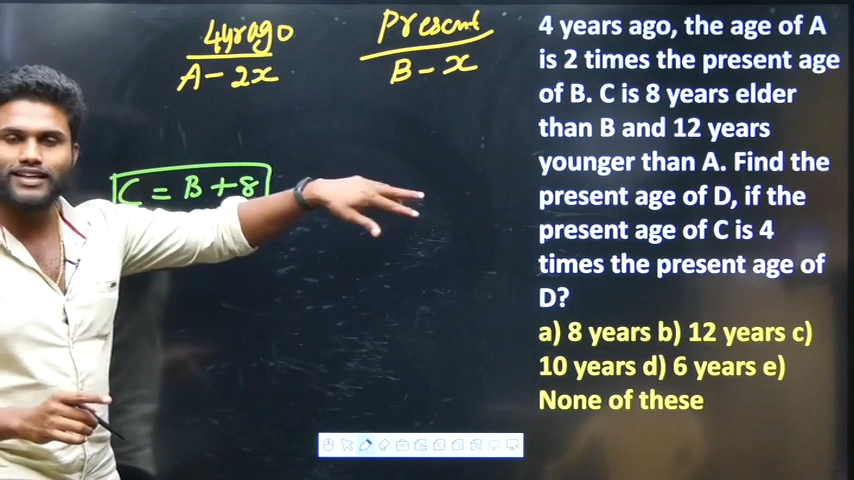 4yr ago
Present
A - 2x
B - x
C = B + 8
4 years ago, the age of A
is 2 times the present age
of B. C is 8 years elder
than B and 12 years
younger than A. Find the
present age of D, if the
present age of C is 4
times the present age of
D?
a) 8 years b) 12 years c)
10 years d) 6 years e)
None of these